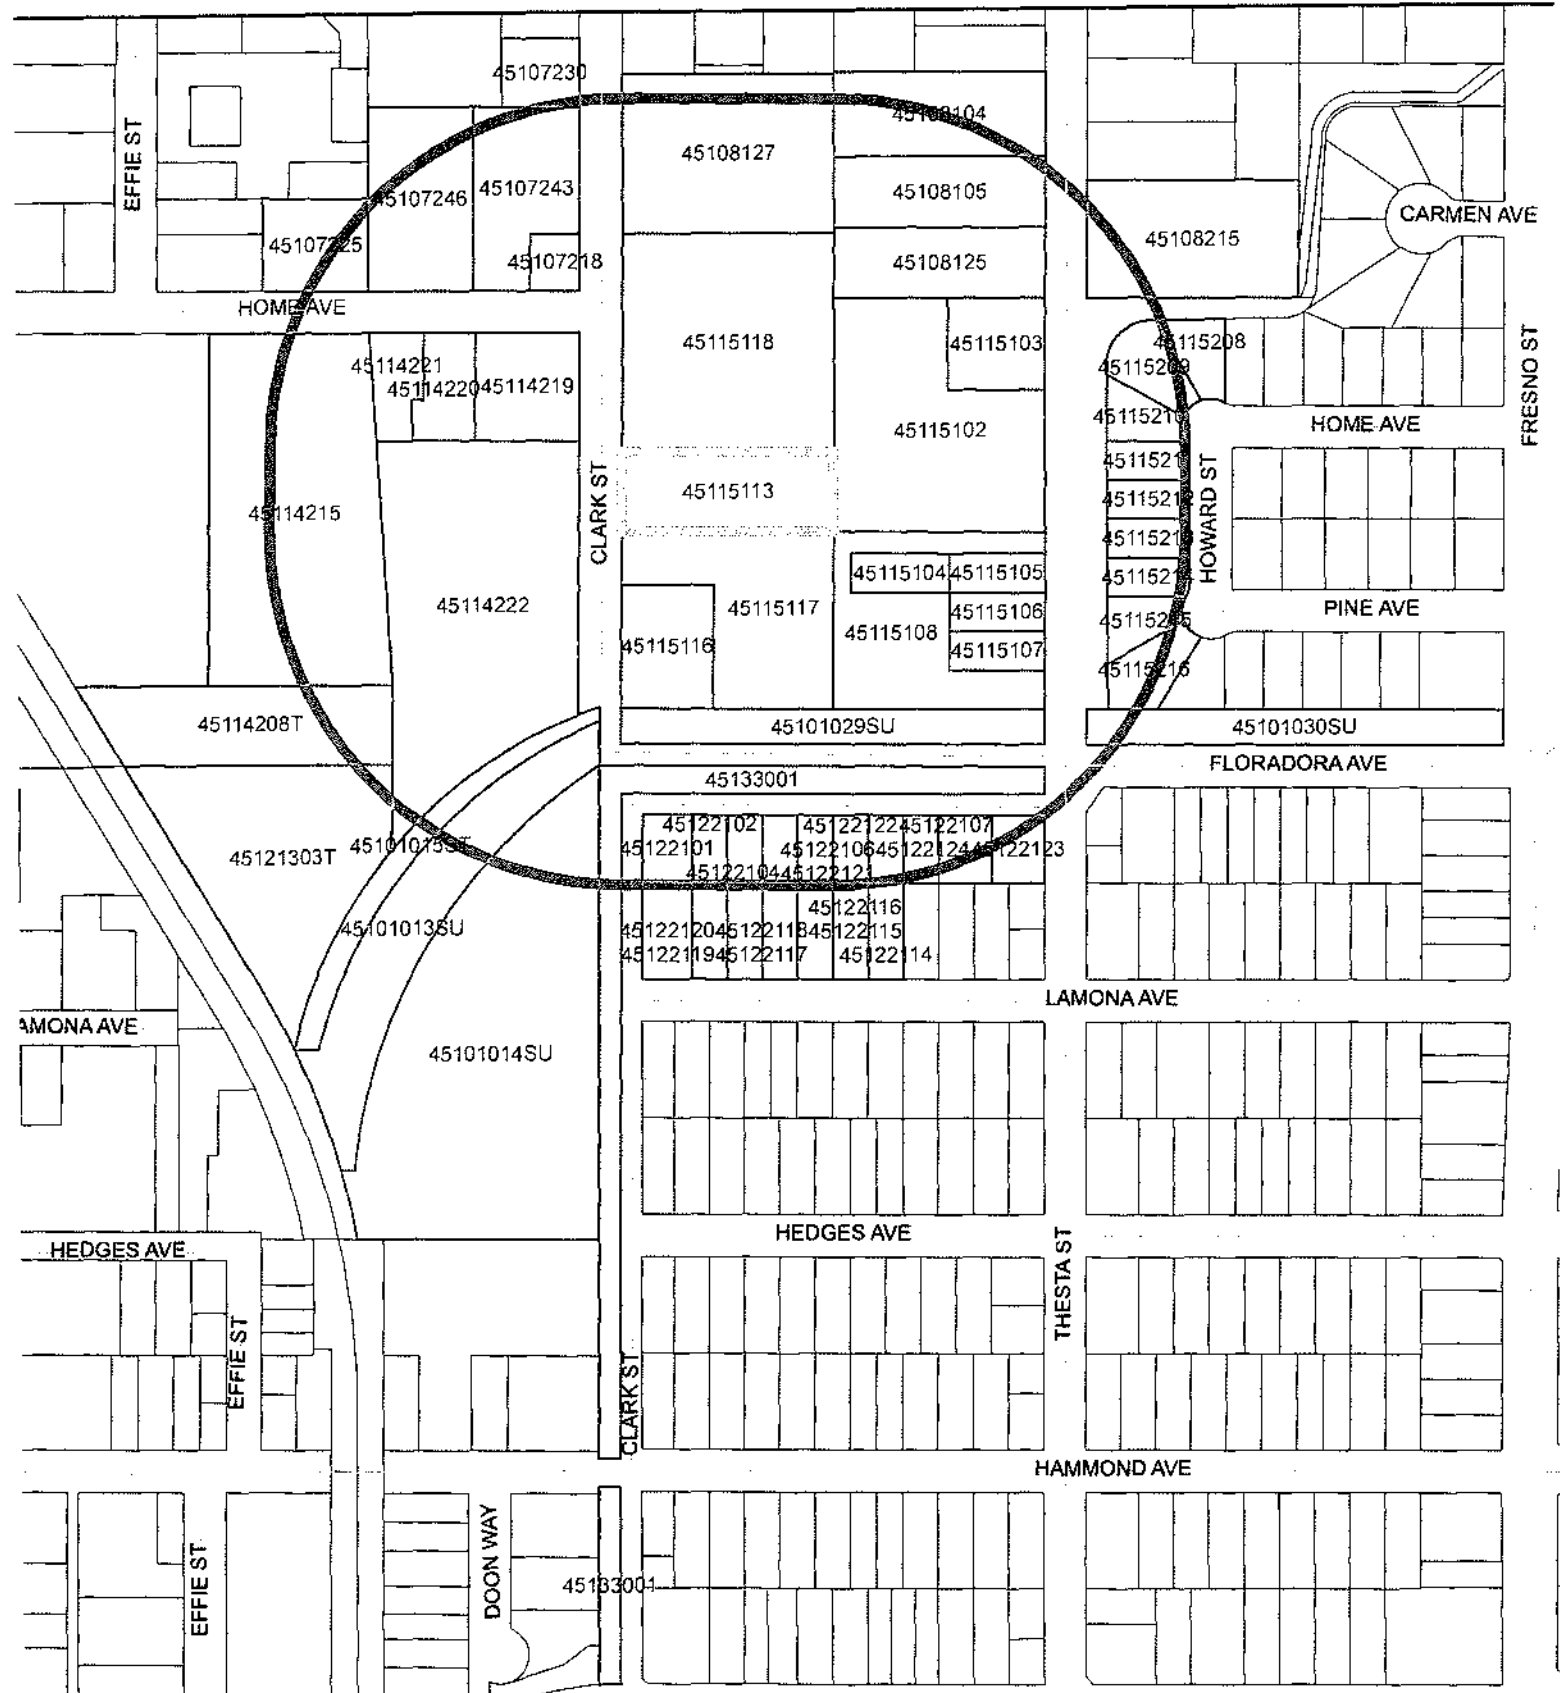 45107230
45108104
EFFIE ST
45108127
45107246
45107243
45108105
CARMEN AVE
45107225
45107218
45108125
45108215
HOME AVE
45115118
45115103
45115208
45114221
45114220
45114219
45115209
FRESNO ST
45115210
HOME AVE
45115102
CLARK ST
45115113
HOWARD ST
45114215
45115104
45115105
45114222
45115117
45115106
PINE AVE
45115108
45115116
45115107
45115216
45114208T
45101029SU
45101030SU
FLORADORA AVE
45133001
45122102
45122122
45122107
45122101
45122106
45122124
45122123
45121303T
45122104
45122121
45122116
45101013SU
45122120
45122118
45122115
45122119
45122117
45122114
LAMONA AVE
AMONA AVE
45101014SU
HEDGES AVE
HEDGES AVE
THESTA ST
EFFIE ST
CLARK ST
HAMMOND AVE
EFFIE ST
DOON WAY
45133001